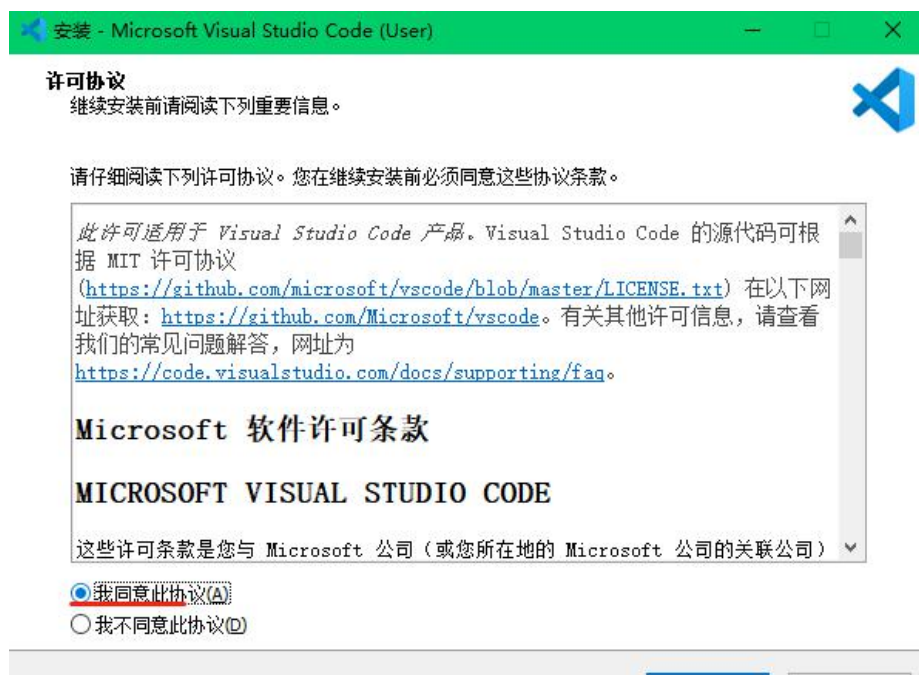 安装 - Microsoft Visual Studio Code (User)
许可协议
继续安装前请阅读下列重要信息。
请仔细阅读下列许可协议。您在继续安装前必须同意这些协议条款。
此许可适用于 Visual Studio Code 产品。Visual Studio Code 的源代码可根
据 MIT 许可协议
(https://github.com/microsoft/vscode/blob/master/LICENSE.txt) 在以下网
址获取：https://github.com/Microsoft/vscode。有关其他许可信息，请查看
我们的常见问题解答，网址为
https://code.visualstudio.com/docs/supporting/faq。
Microsoft 软件许可条款
MICROSOFT VISUAL STUDIO CODE
这些许可条款是您与 Microsoft 公司（或您所在地的 Microsoft 公司的关联公司）
我同意此协议(A)
我不同意此协议(D)